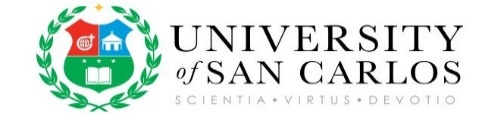 UNIVERSITY
of SAN CARLOS
SCIENTIA • VIRTUS • DEVOTIO